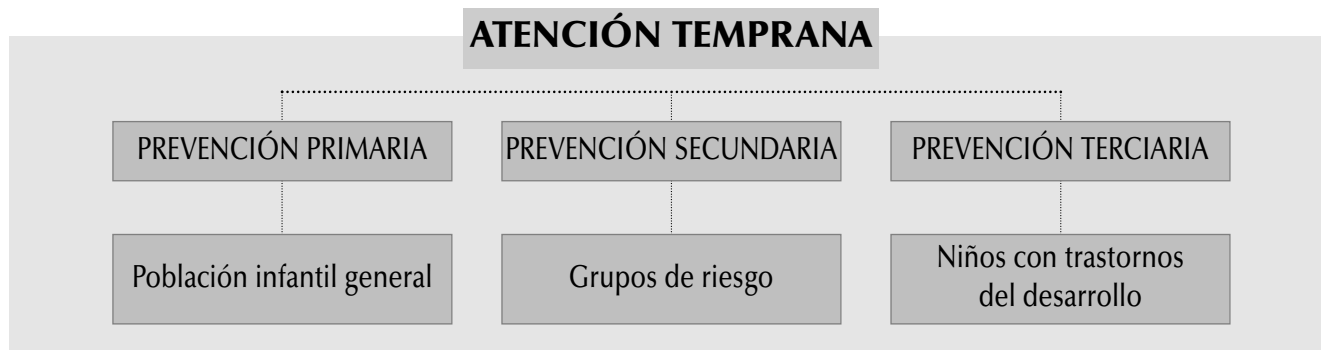 ATENCIÓN TEMPRANA
PREVENCIÓN PRIMARIA
PREVENCIÓN SECUNDARIA
PREVENCIÓN TERCIARIA
Población infantil general
Grupos de riesgo
Niños con trastornos
del desarrollo